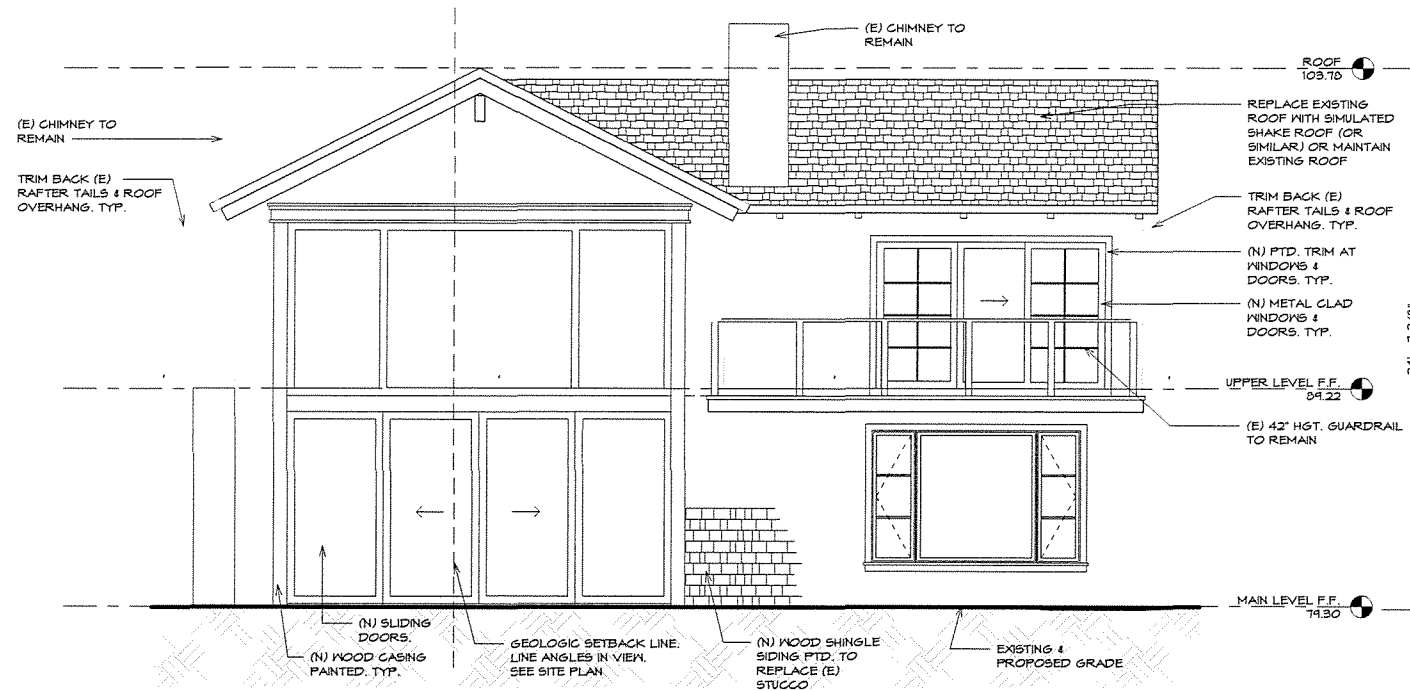 (E) CHIMNEY TO
REMAIN
ROOF
103.78
(E) CHIMNEY TO
REMAIN
REPLACE EXISTING
ROOF WITH SIMULATED
SHAKE ROOF (OR
SIMILAR) OR MAINTAIN
EXISTING ROOF
TRIM BACK (E)
RAFTER TAILS & ROOF
OVERHANG. TYP.
TRIM BACK (E)
RAFTER TAILS & ROOF
OVERHANG. TYP.
(N) PTD. TRIM AT
WINDOWS &
DOORS. TYP.
(N) METAL CLAD
WINDOWS &
DOORS. TYP.
UPPER LEVEL F.F.
89.22
(E) 42" HGT. GUARDRAIL
TO REMAIN
MAIN LEVEL F.F.
79.30
(N) SLIDING
DOORS.
(N) WOOD CASING
PAINTED. TYP.
GEOLOGIC SETBACK LINE.
LINE ANGLES IN VIEW.
SEE SITE PLAN
(N) WOOD SHINGLE
SIDING PTD. TO
REPLACE (E)
STUCCO
EXISTING &
PROPOSED GRADE